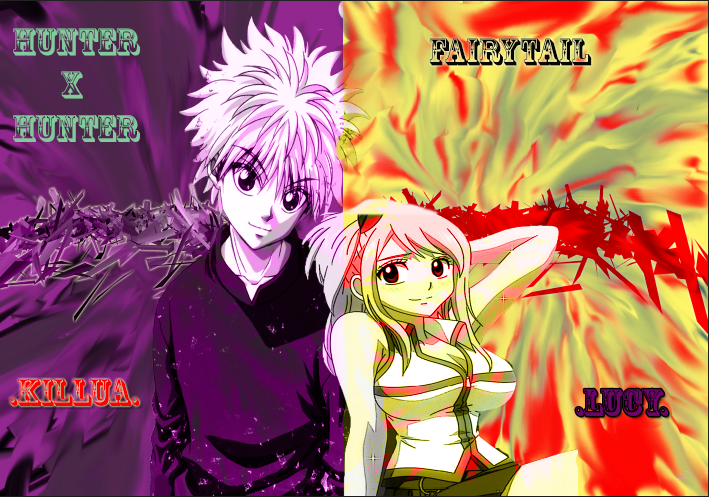 HUNTER
X
HUNTER
FAIRYTAIL
.KILLUA.
.LUCY.